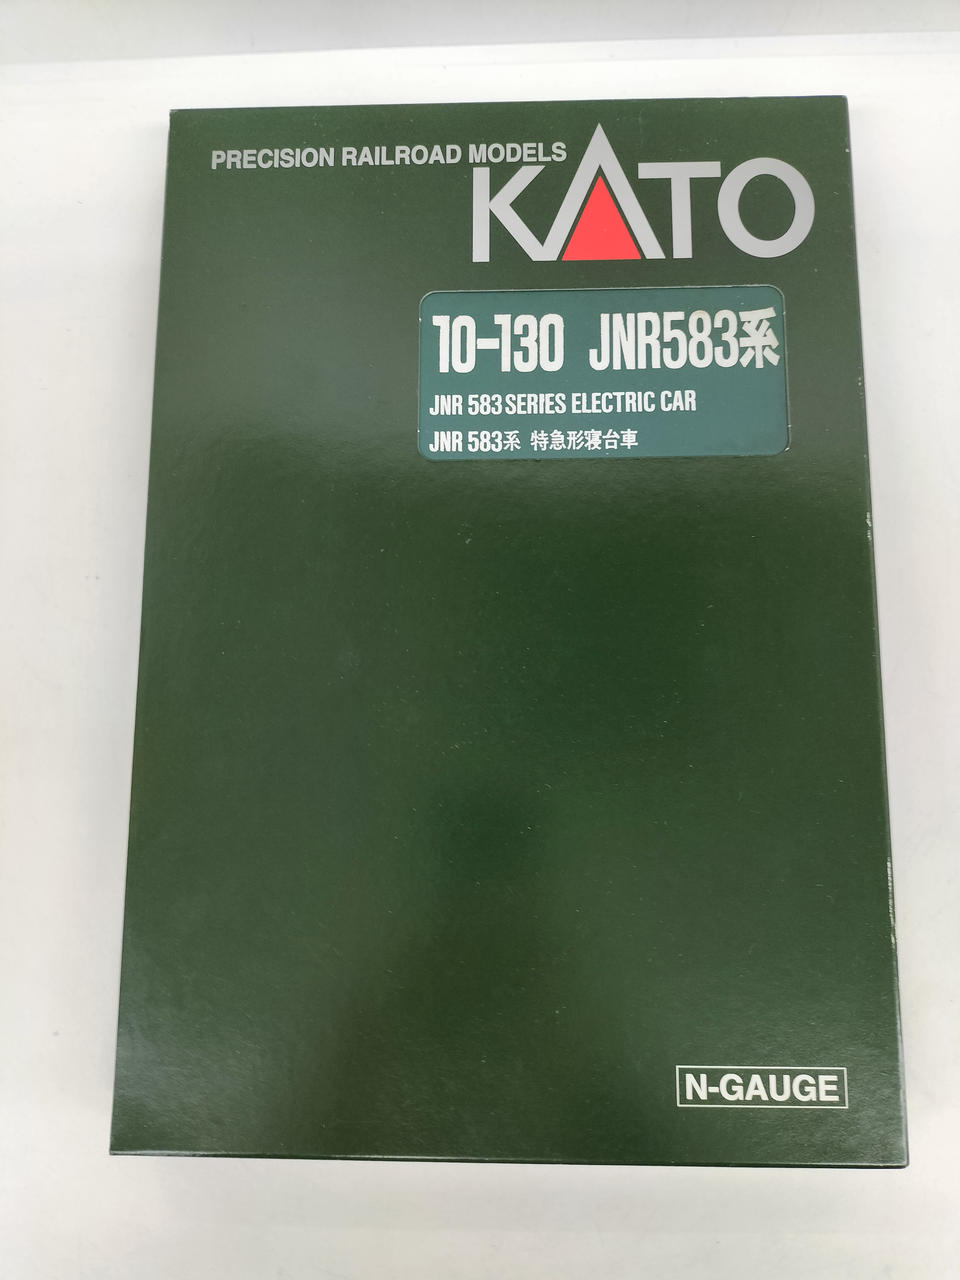 PRECISION RAILROAD MODELS
KATO
10-130 JNR583系
JNR 583 SERIES ELECTRIC CAR
JNR 583系 特急形寝台車
N-GAUGE